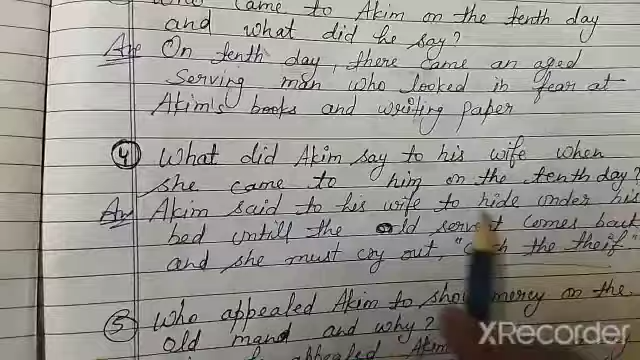 came to Akim on the tenth day
and what did he say?
Ans On tenth day, there came an aged
serving man who looked in fear at
Akim's books and writing paper
④ What did Akim say to his wife when
she came to him on the tenth day?
Ans Akim said to his wife to hide under his
bed untill the old comes back
and she must cry out, " the theif"
⑤ Who appealed Akim to mercy on the
old and why?
appealed
XRecorder